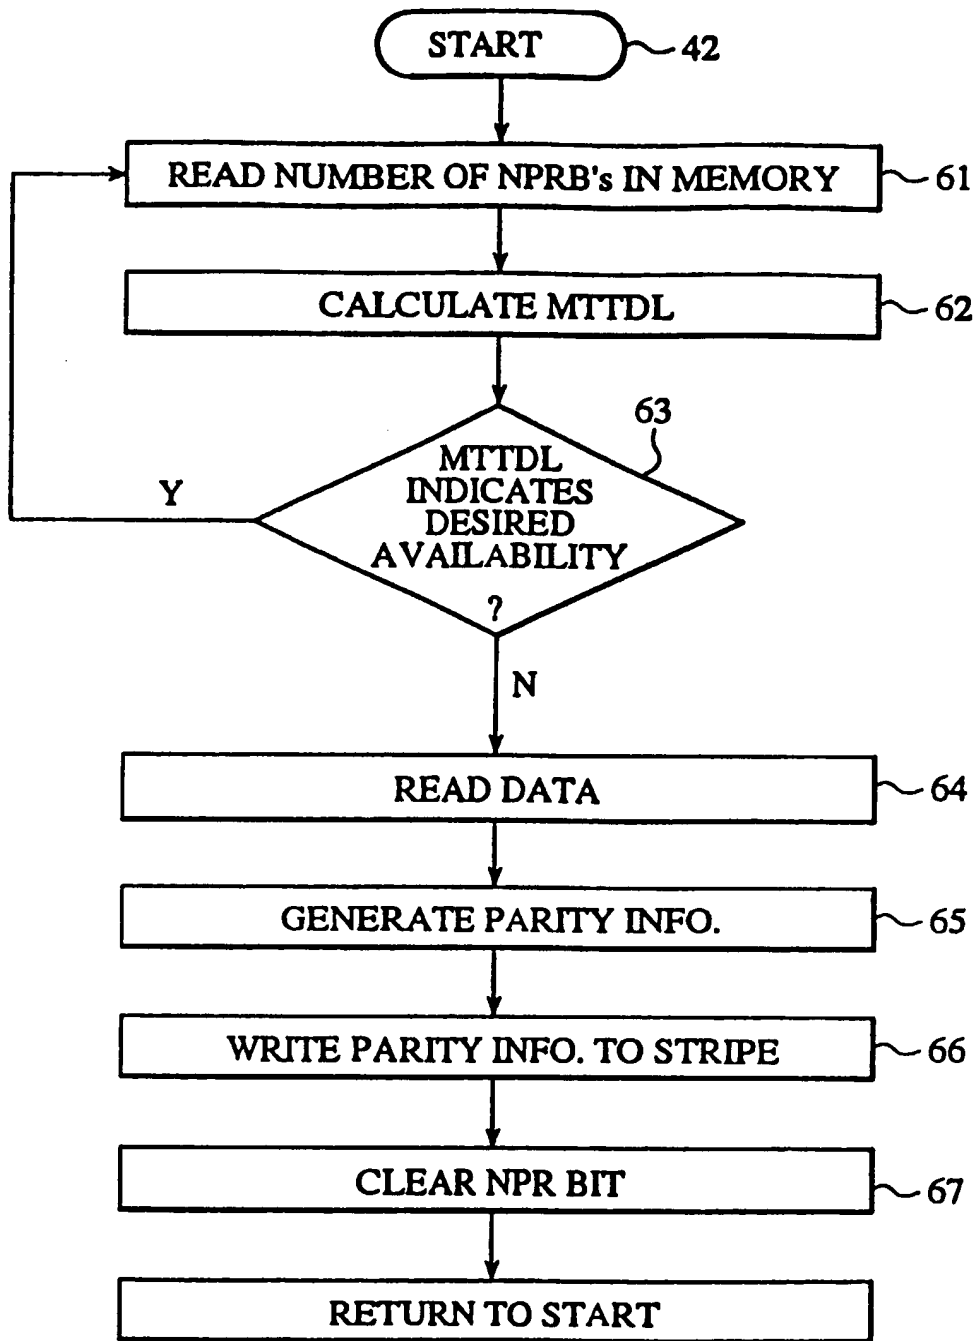 START
42
READ NUMBER OF NPRB's IN MEMORY
61
CALCULATE MTTDL
62
63
MTTDL
INDICATES
DESIRED
AVAILABILITY
?
Y
N
READ DATA
64
GENERATE PARITY INFO.
65
WRITE PARITY INFO. TO STRIPE
66
CLEAR NPR BIT
67
RETURN TO START